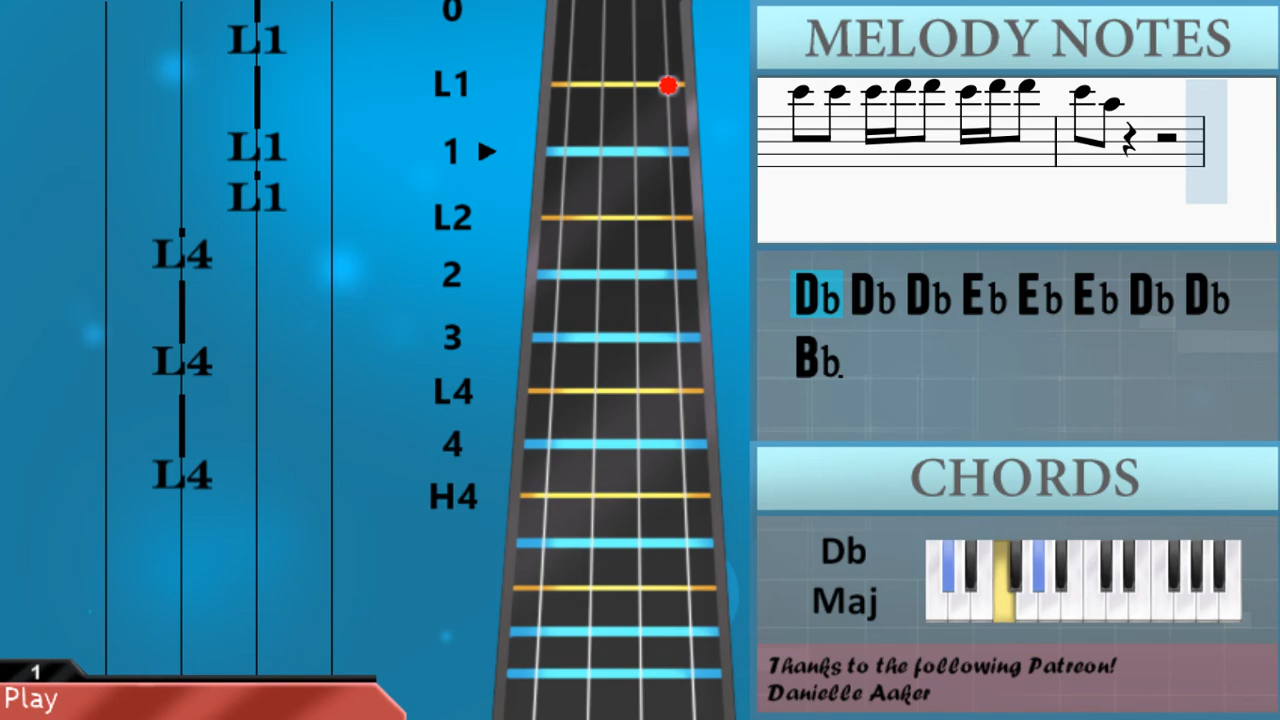 L1
L1
L1
L4
L4
L4
1
Play
0
L1
1
L2
2
3
L4
4
H4
MELODY NOTES
Db Db Db Eb Eb Eb Db Db
Bb.
CHORDS
Db
Maj
Thanks to the following Patreon!
Danielle Aaker